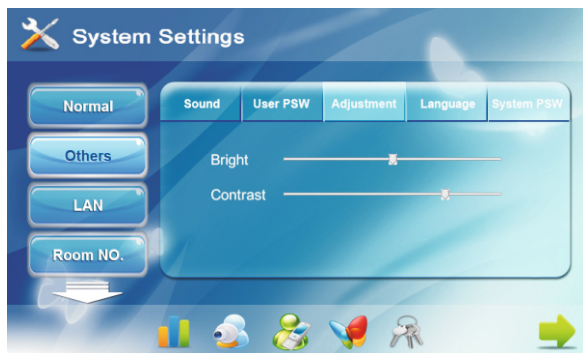 System Settings
Normal
Others
LAN
Room NO.
Sound User PSW Adjustment Language System PSW
Bright
Contrast